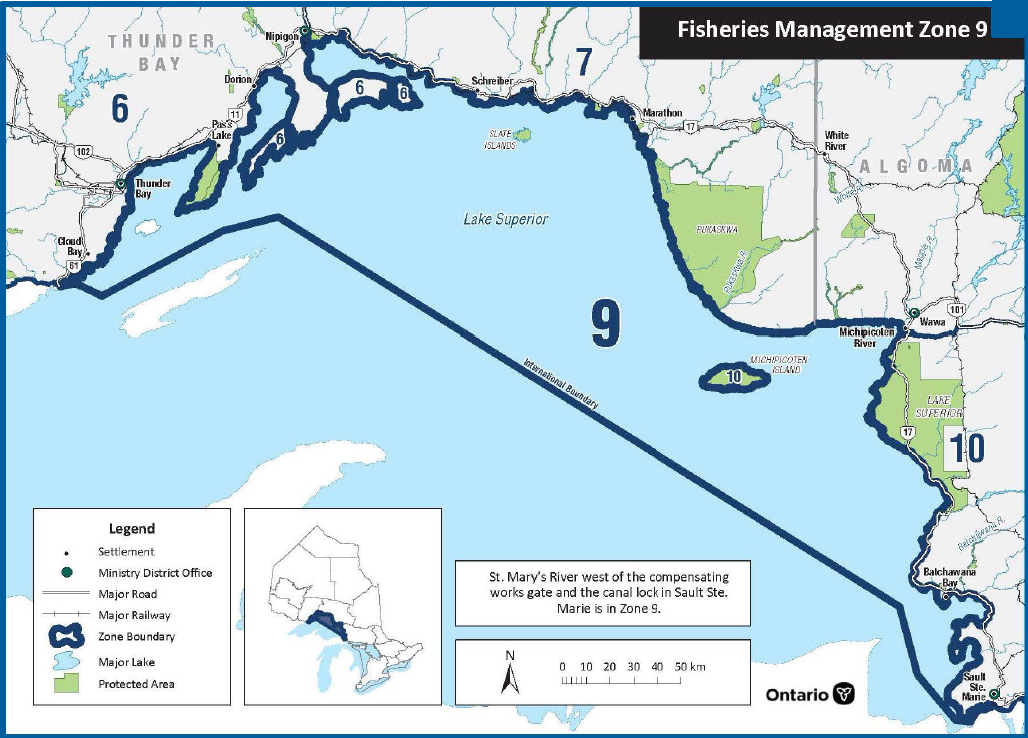 Fisheries Management Zone 9
THUNDER
BAY
Nipigon
7
Dorion
Schreiber
6
6
6
11
Pass
Lake
Marathon
17
SLATE
ISLANDS
6
White
River
102
ALGOMA
Thunder
Bay
White R.
Lake Superior
PUKASKWA
Cloud
Bay
61
Pukaskwa R.
Magpie R.
9
101
Wawa
Michipicoten
River
MICHIPICOTEN
ISLAND
10
International Boundary
LAKE
SUPERIOR
17
10
Batchawana R.
Batchawana
Bay
Sault
Ste.
Marie
Legend
Settlement
Ministry District Office
Major Road
Major Railway
Zone Boundary
Major Lake
Protected Area
St. Mary's River west of the compensating
works gate and the canal lock in Sault Ste.
Marie is in Zone 9.
N
0 10 20 30 40 50 km
Ontario